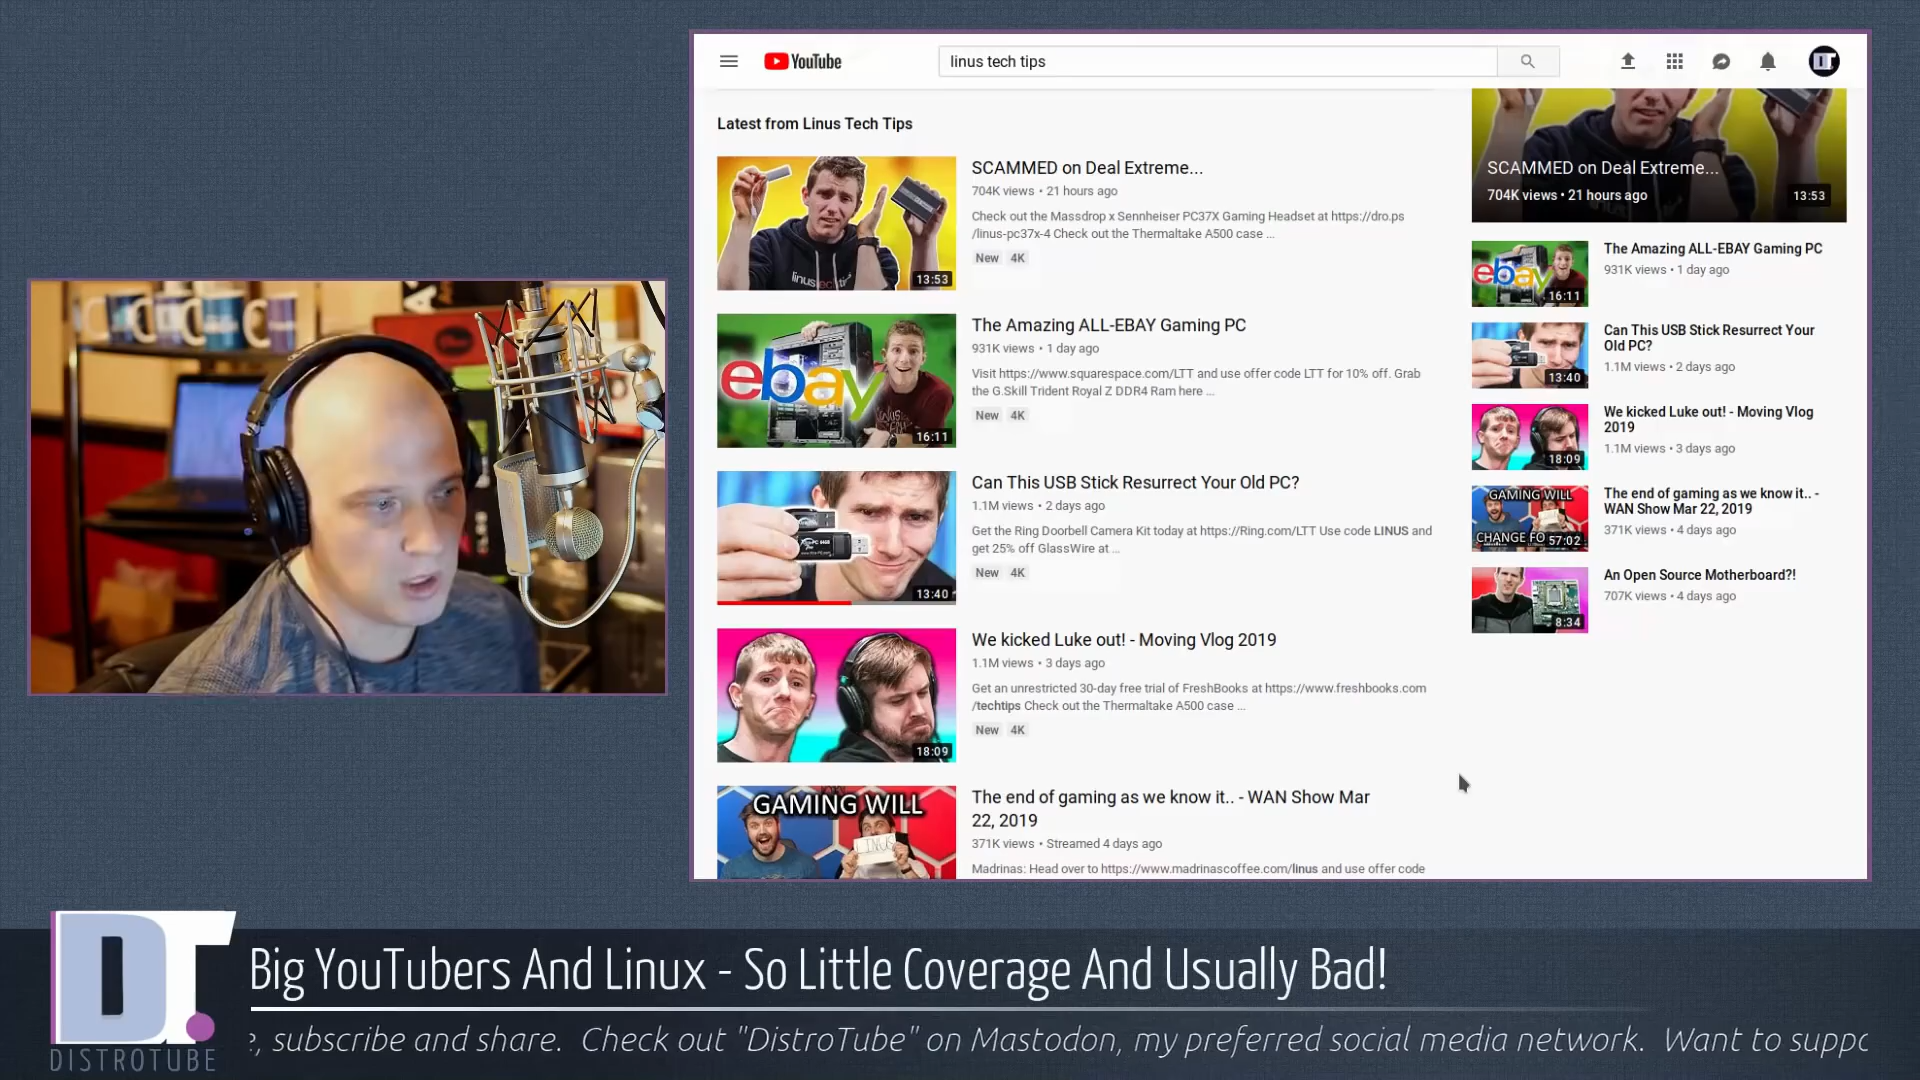 YouTube
linus tech tips
DT
Latest from Linus Tech Tips
SCAMMED on Deal Extreme...
704K views • 21 hours ago
Check out the Massdrop x Sennheiser PC37X Gaming Headset at https://dro.ps
/linus-pc37x-4 Check out the Thermaltake A500 case ...
New 4K
13:53
ebay
16:11
The Amazing ALL-EBAY Gaming PC
931K views • 1 day ago
Visit https://www.squarespace.com/LTT and use offer code LTT for 10% off. Grab
the G.Skill Trident Royal Z DDR4 Ram here ...
New 4K
13:40
Can This USB Stick Resurrect Your Old PC?
1.1M views • 2 days ago
Get the Ring Doorbell Camera Kit today at https://Ring.com/LTT Use code LINUS and
get 25% off GlassWire at ...
New 4K
18:09
We kicked Luke out! - Moving Vlog 2019
1.1M views • 3 days ago
Get an unrestricted 30-day free trial of FreshBooks at https://www.freshbooks.com
/techtips Check out the Thermaltake A500 case ...
New 4K
GAMING WILL
LINUS
The end of gaming as we know it.. - WAN Show Mar
22, 2019
371K views • Streamed 4 days ago
Madrinas: Head over to https://www.madrinascoffee.com/linus and use offer code
SCAMMED on Deal Extreme...
704K views • 21 hours ago
13:53
ebay
16:11
The Amazing ALL-EBAY Gaming PC
931K views • 1 day ago
13:40
Can This USB Stick Resurrect Your
Old PC?
1.1M views • 2 days ago
18:09
We kicked Luke out! - Moving Vlog
2019
1.1M views • 3 days ago
GAMING WILL
CHANGE FO
57:02
The end of gaming as we know it.. -
WAN Show Mar 22, 2019
371K views • 4 days ago
8:34
An Open Source Motherboard?!
707K views • 4 days ago
DT
DISTROTUBE
Big YouTubers And Linux - So Little Coverage And Usually Bad!
e, subscribe and share. Check out "DistroTube" on Mastodon, my preferred social media network. Want to suppo